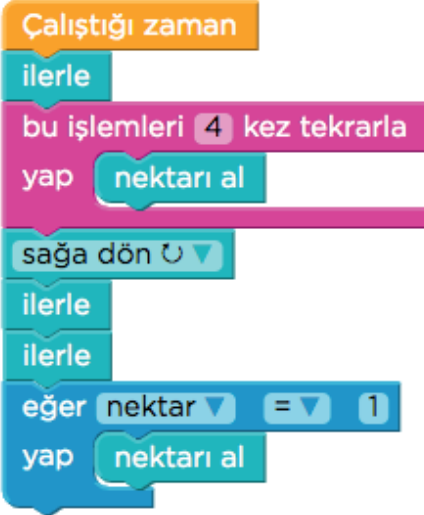 Çalıştığı zaman
ilerle
bu işlemleri 4 kez tekrarla
yap nektarı al
sağa dön ↻ ▼
ilerle
ilerle
eğer nektar ▼ = ▼ 1
yap nektarı al